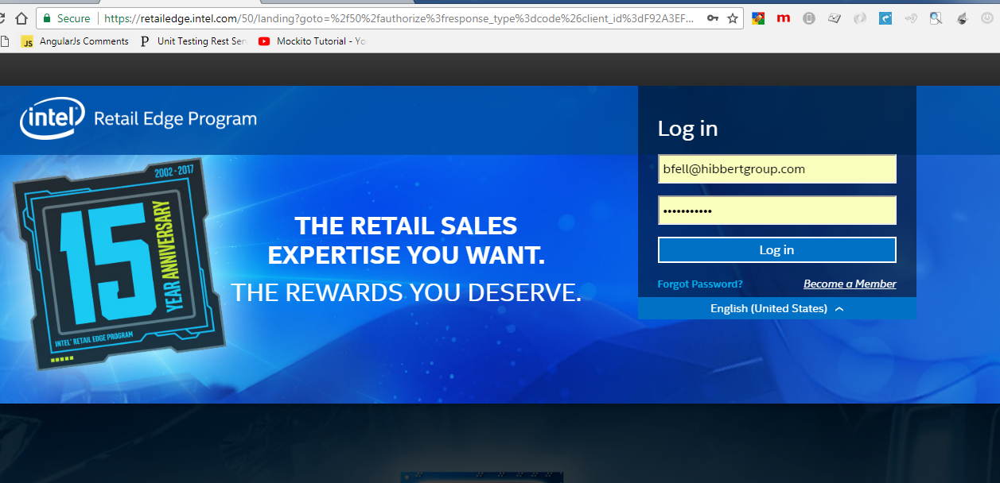 Secure
https://retailedge.intel.com/50/landing?goto=%2f50%2fauthorize%3fresponse_type%3dcode%26client_id%3dF92A3EF...
m
JS AngularJs Comments P Unit Testing Rest Ser Mockito Tutorial - Yo
intel Retail Edge Program
Log in
bfell@hibbertgroup.com
•••••••••••
Log in
Forgot Password? Become a Member
English (United States)
2002 - 2017
15
YEAR ANNIVERSARY
INTEL® RETAIL EDGE PROGRAM
THE RETAIL SALES
EXPERTISE YOU WANT.
THE REWARDS YOU DESERVE.